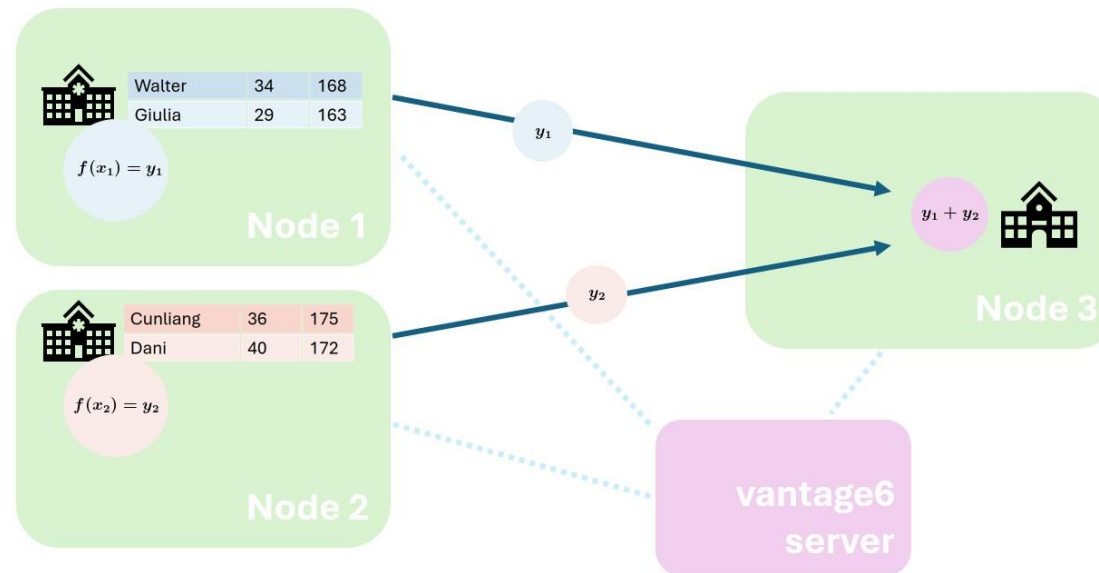 Walter 34 168
Giulia 29 163
f(x₁) = y₁
Node 1
y₁
Cunliang 36 175
Dani 40 172
f(x₂) = y₂
Node 2
y₂
y₁ + y₂
Node 3
vantage6
server